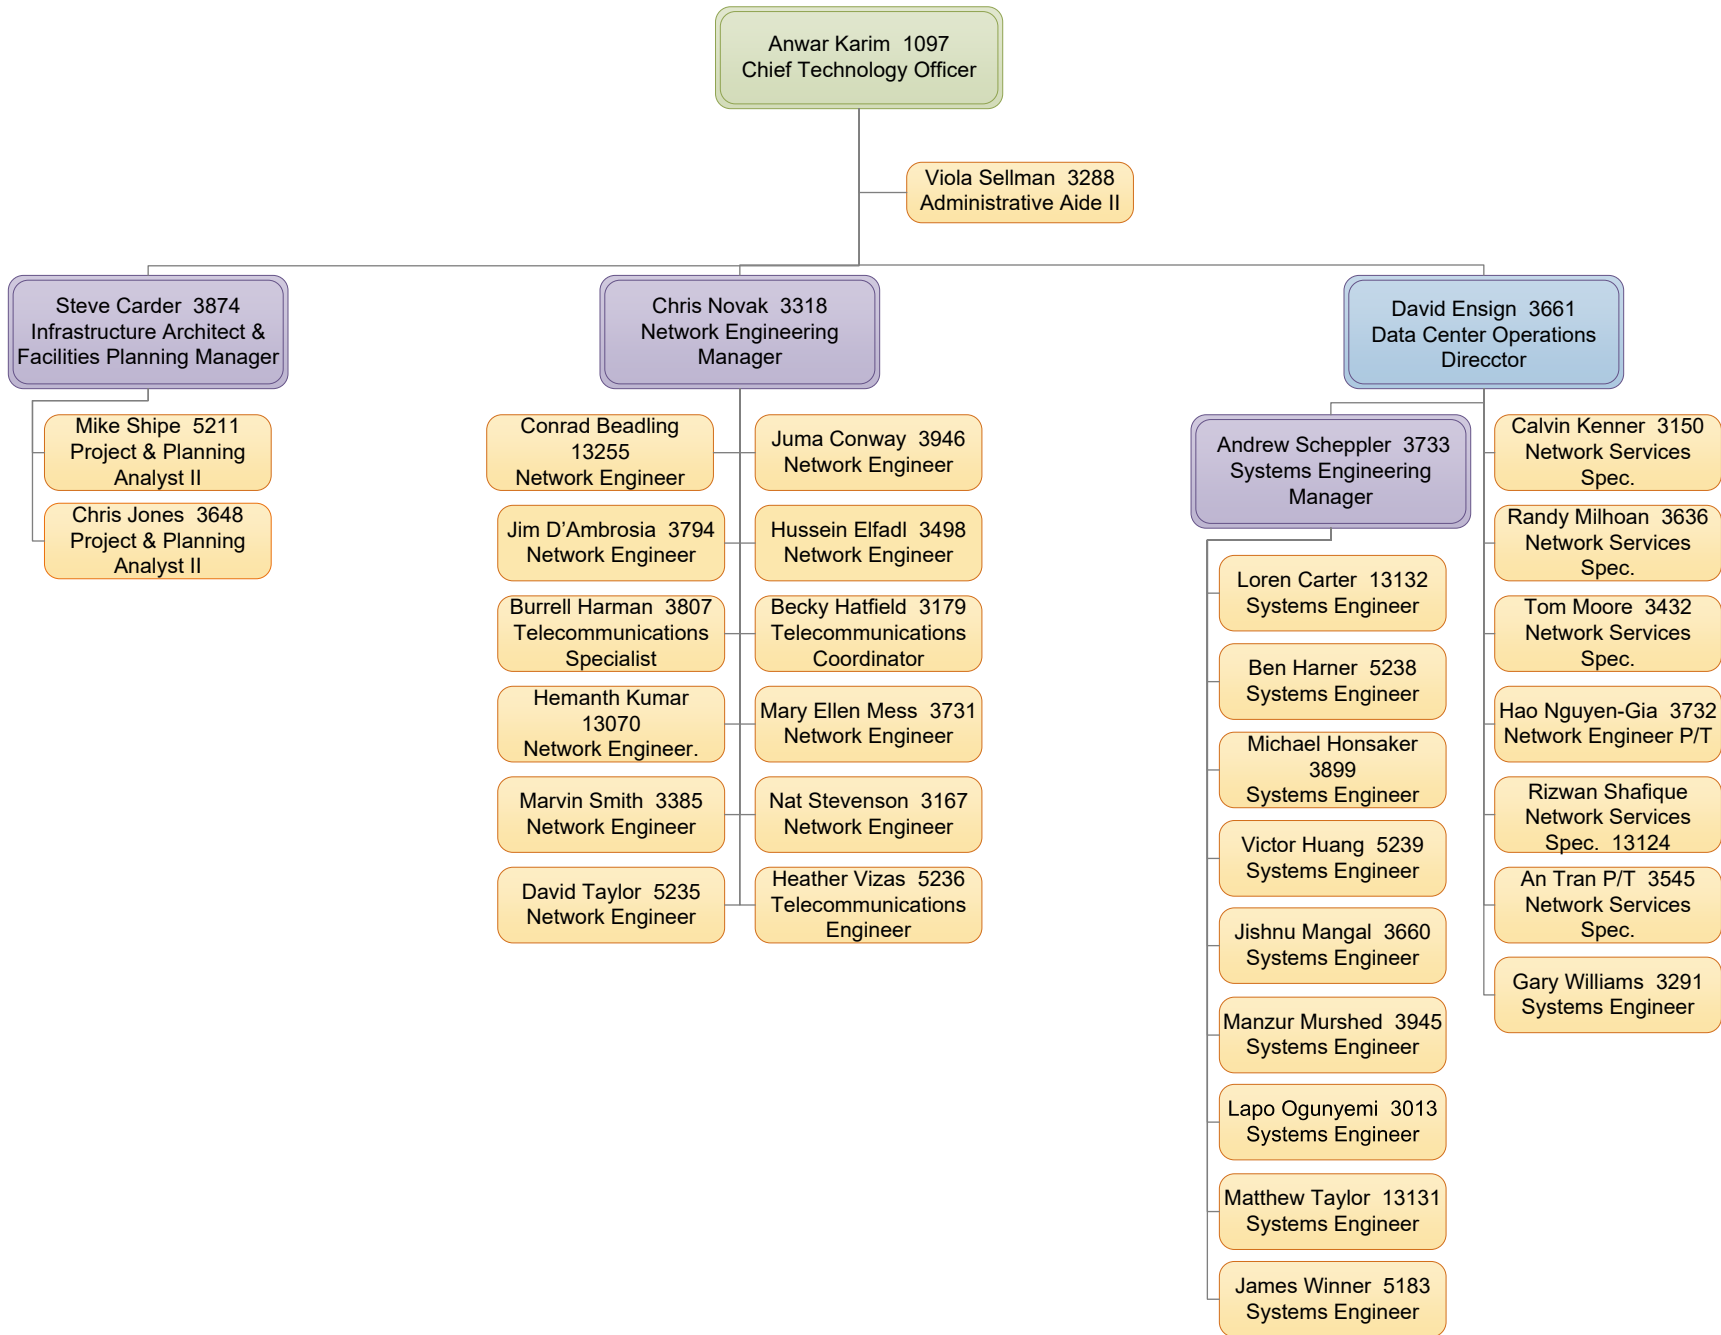 Anwar Karim 1097
Chief Technology Officer
Viola Sellman 3288
Administrative Aide II
Steve Carder 3874
Infrastructure Architect &
Facilities Planning Manager
Mike Shipe 5211
Project & Planning
Analyst II
Chris Jones 3648
Project & Planning
Analyst II
Chris Novak 3318
Network Engineering
Manager
Conrad Beadling
13255
Network Engineer
Juma Conway 3946
Network Engineer
Jim D’Ambrosia 3794
Network Engineer
Hussein Elfadl 3498
Network Engineer
Burrell Harman 3807
Telecommunications
Specialist
Becky Hatfield 3179
Telecommunications
Coordinator
Hemanth Kumar
13070
Network Engineer.
Mary Ellen Mess 3731
Network Engineer
Marvin Smith 3385
Network Engineer
Nat Stevenson 3167
Network Engineer
David Taylor 5235
Network Engineer
Heather Vizas 5236
Telecommunications
Engineer
David Ensign 3661
Data Center Operations
Direcctor
Andrew Scheppler 3733
Systems Engineering
Manager
Loren Carter 13132
Systems Engineer
Ben Harner 5238
Systems Engineer
Michael Honsaker
3899
Systems Engineer
Victor Huang 5239
Systems Engineer
Jishnu Mangal 3660
Systems Engineer
Manzur Murshed 3945
Systems Engineer
Lapo Ogunyemi 3013
Systems Engineer
Matthew Taylor 13131
Systems Engineer
James Winner 5183
Systems Engineer
Calvin Kenner 3150
Network Services
Spec.
Randy Milhoan 3636
Network Services
Spec.
Tom Moore 3432
Network Services
Spec.
Hao Nguyen-Gia 3732
Network Engineer P/T
Rizwan Shafique
Network Services
Spec. 13124
An Tran P/T 3545
Network Services
Spec.
Gary Williams 3291
Systems Engineer